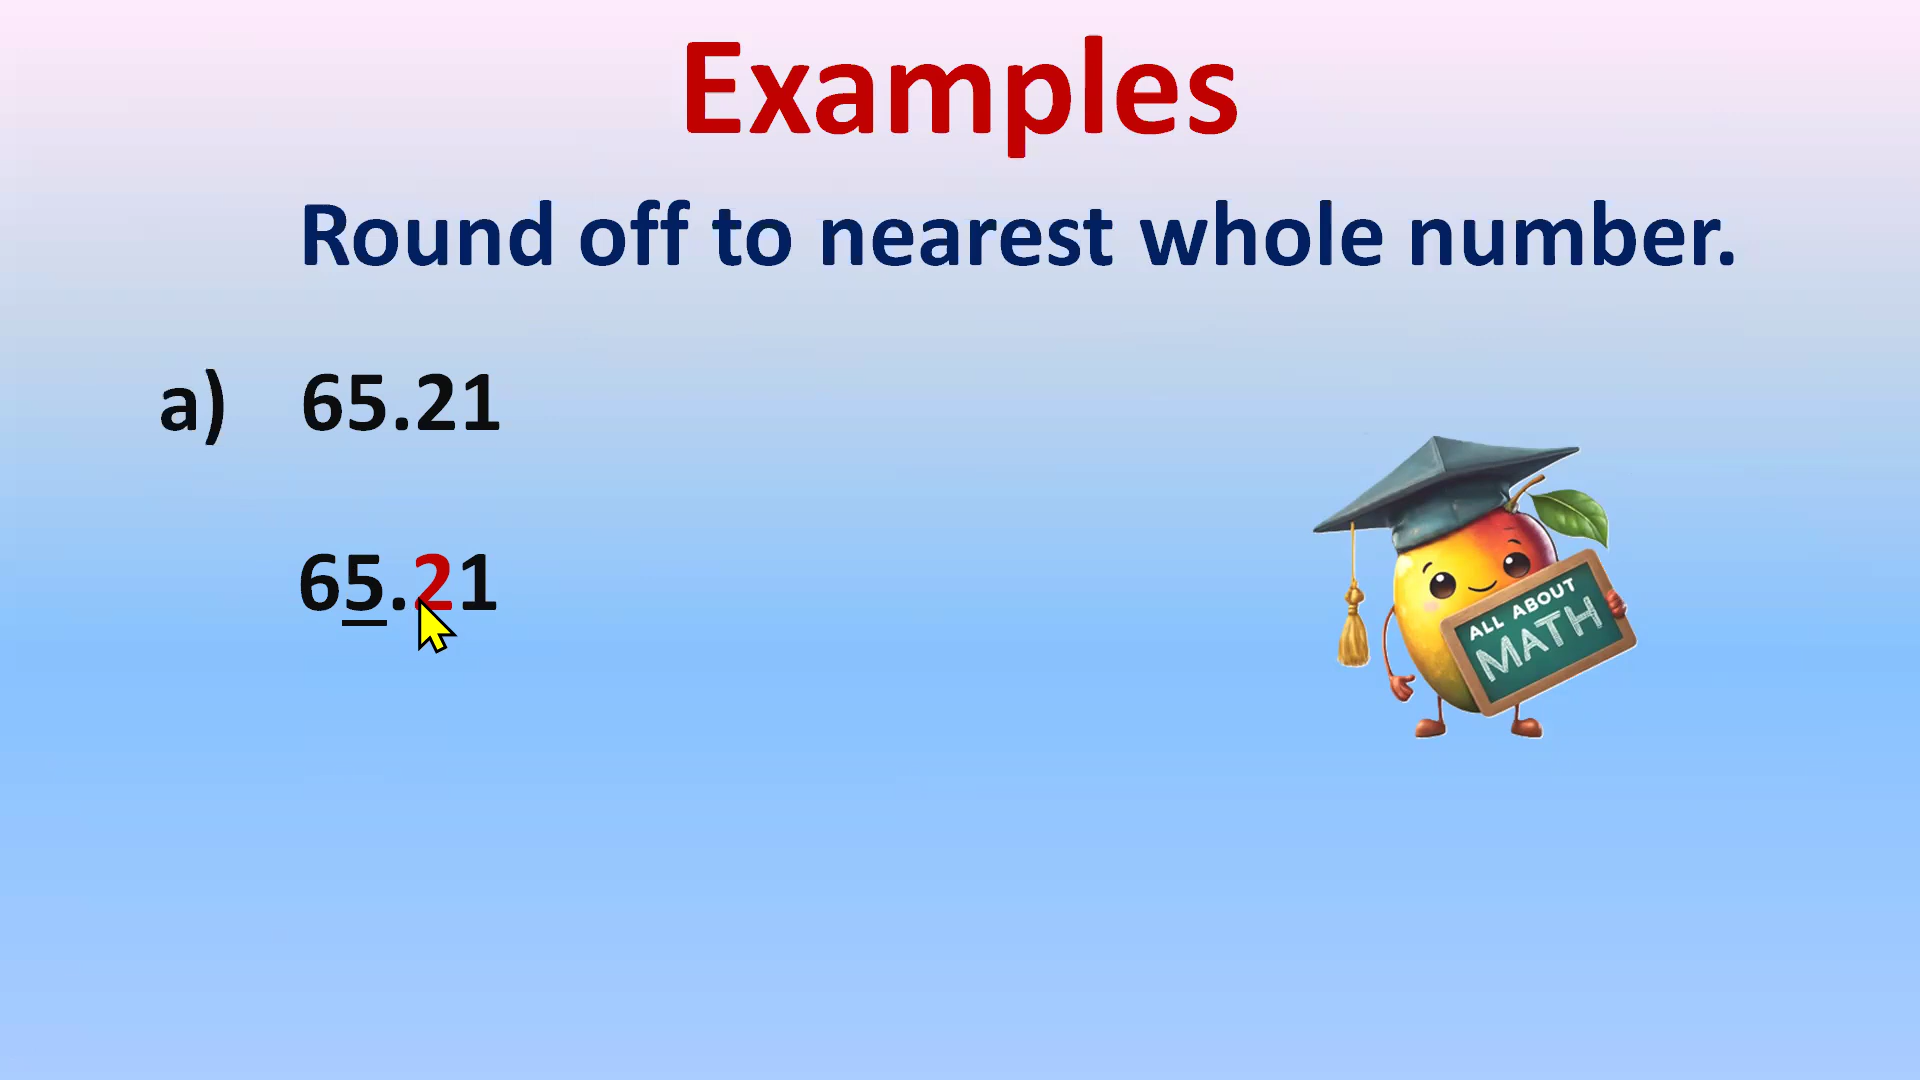 Examples
Round off to nearest whole number.
a) 65.21
65.21
ALL ABOUT
MATH